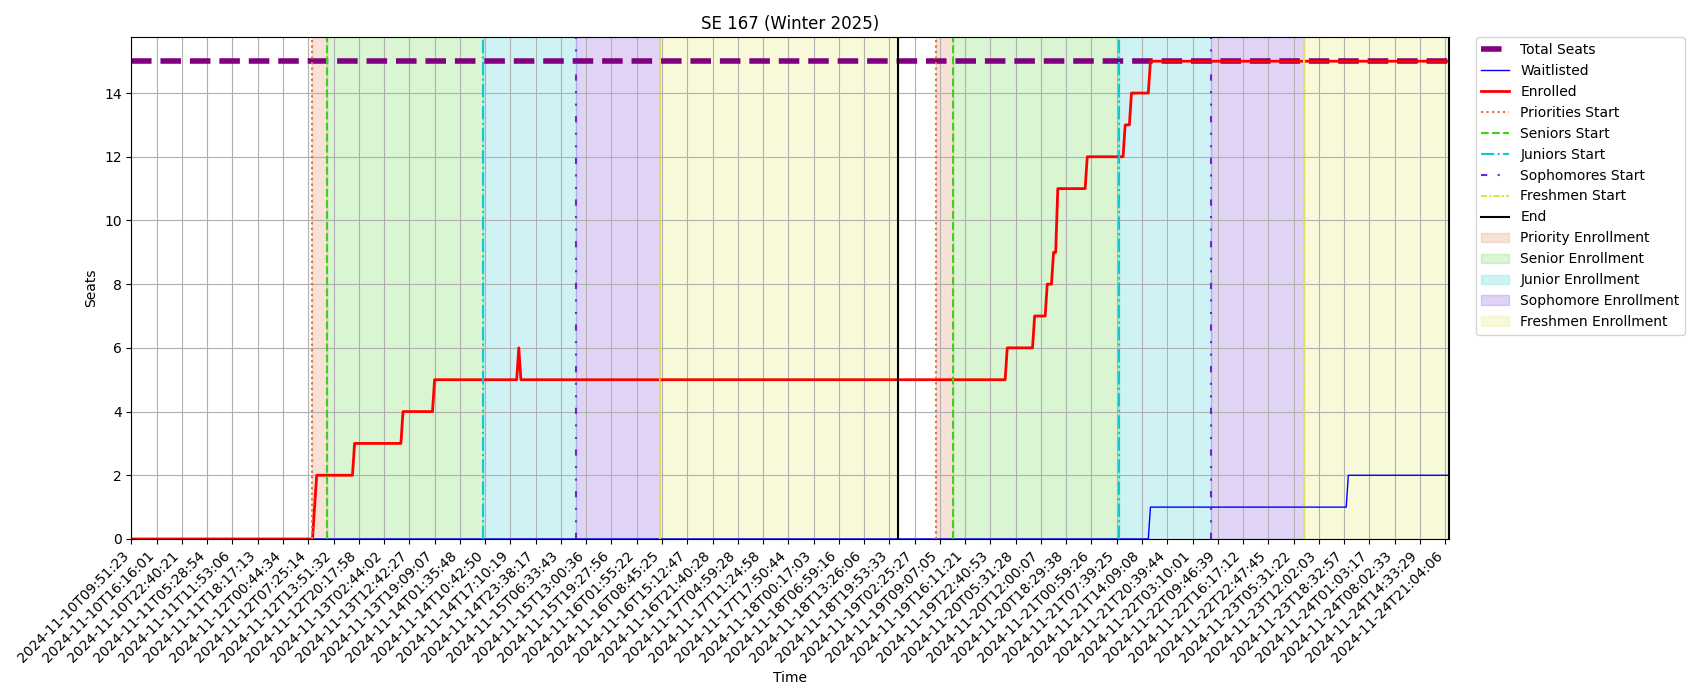 SE 167 (Winter 2025)
Total Seats
Waitlisted
Enrolled
Priorities Start
Seniors Start
Juniors Start
Sophomores Start
Freshmen Start
End
Priority Enrollment
Senior Enrollment
Junior Enrollment
Sophomore Enrollment
Freshmen Enrollment
Seats
14
12
10
8
6
4
2
0
2024-11-10T09:51:23
2024-11-10T16:16:01
2024-11-10T22:40:21
2024-11-11T05:28:54
2024-11-11T11:53:06
2024-11-11T18:17:13
2024-11-12T00:44:34
2024-11-12T07:25:14
2024-11-12T13:51:32
2024-11-12T20:17:58
2024-11-13T02:44:02
2024-11-13T12:42:27
2024-11-13T19:09:07
2024-11-14T01:35:48
2024-11-14T10:42:50
2024-11-14T17:10:19
2024-11-14T23:38:17
2024-11-15T06:33:43
2024-11-15T13:00:36
2024-11-15T19:27:56
2024-11-16T01:55:22
2024-11-16T08:45:25
2024-11-16T15:12:47
2024-11-16T21:40:28
2024-11-17T04:59:28
2024-11-17T11:24:58
2024-11-17T17:50:44
2024-11-18T00:17:03
2024-11-18T06:59:16
2024-11-18T13:26:06
2024-11-18T19:53:33
2024-11-19T02:25:27
2024-11-19T09:07:05
2024-11-19T16:11:21
2024-11-19T22:40:53
2024-11-20T05:31:28
2024-11-20T12:00:07
2024-11-20T18:29:38
2024-11-21T00:59:26
2024-11-21T07:39:25
2024-11-21T14:09:08
2024-11-21T20:39:44
2024-11-22T03:10:01
2024-11-22T09:46:39
2024-11-22T16:17:12
2024-11-22T22:47:45
2024-11-23T05:31:22
2024-11-23T12:02:03
2024-11-23T18:32:57
2024-11-24T01:03:17
2024-11-24T08:02:33
2024-11-24T14:33:29
2024-11-24T21:04:06
Time